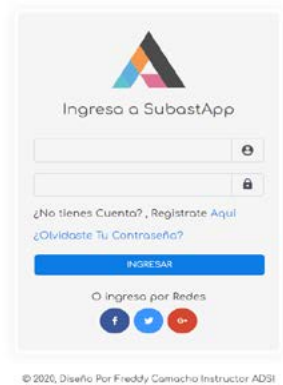 Ingresa a SubastApp
¿No tienes Cuenta? , Registrate Aqui
¿Olvidaste Tu Contraseña?
INGRESAR
O ingresa por Redes
f
G+
© 2020, Diseño Por Freddy Camacho Instructor ADSI